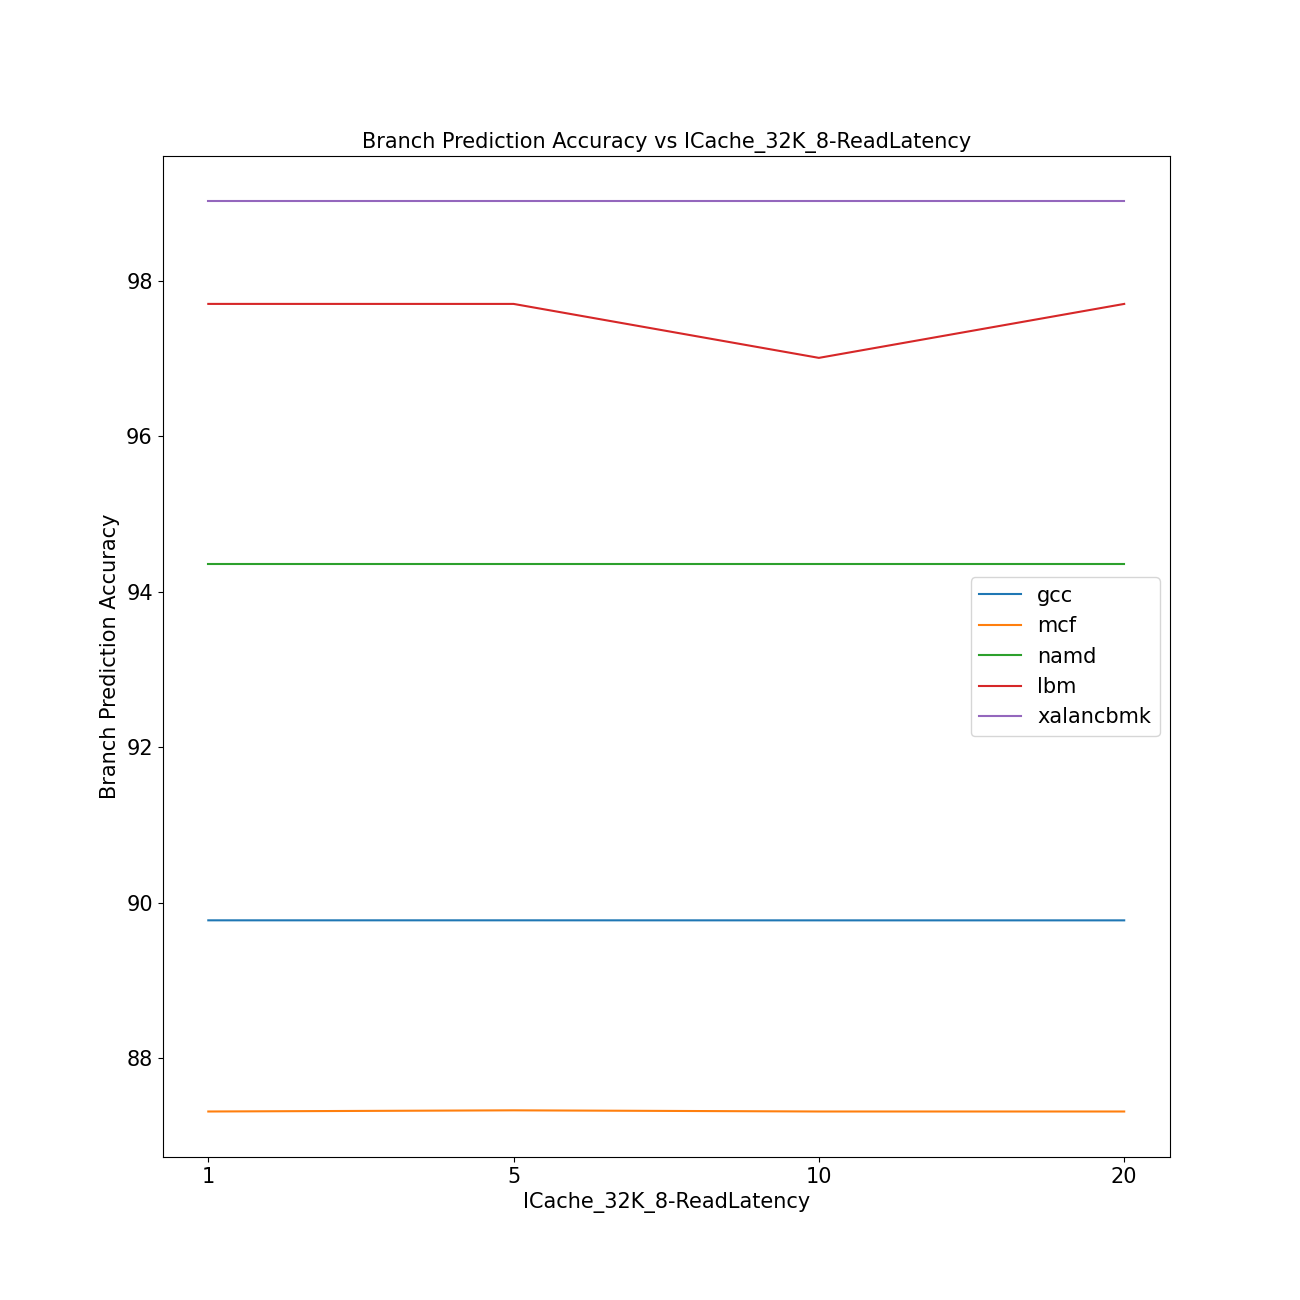 Branch Prediction Accuracy vs ICache_32K_8-ReadLatency
98
96
94
92
90
88
Branch Prediction Accuracy
gcc
mcf
namd
lbm
xalancbmk
1 5 10 20
ICache_32K_8-ReadLatency